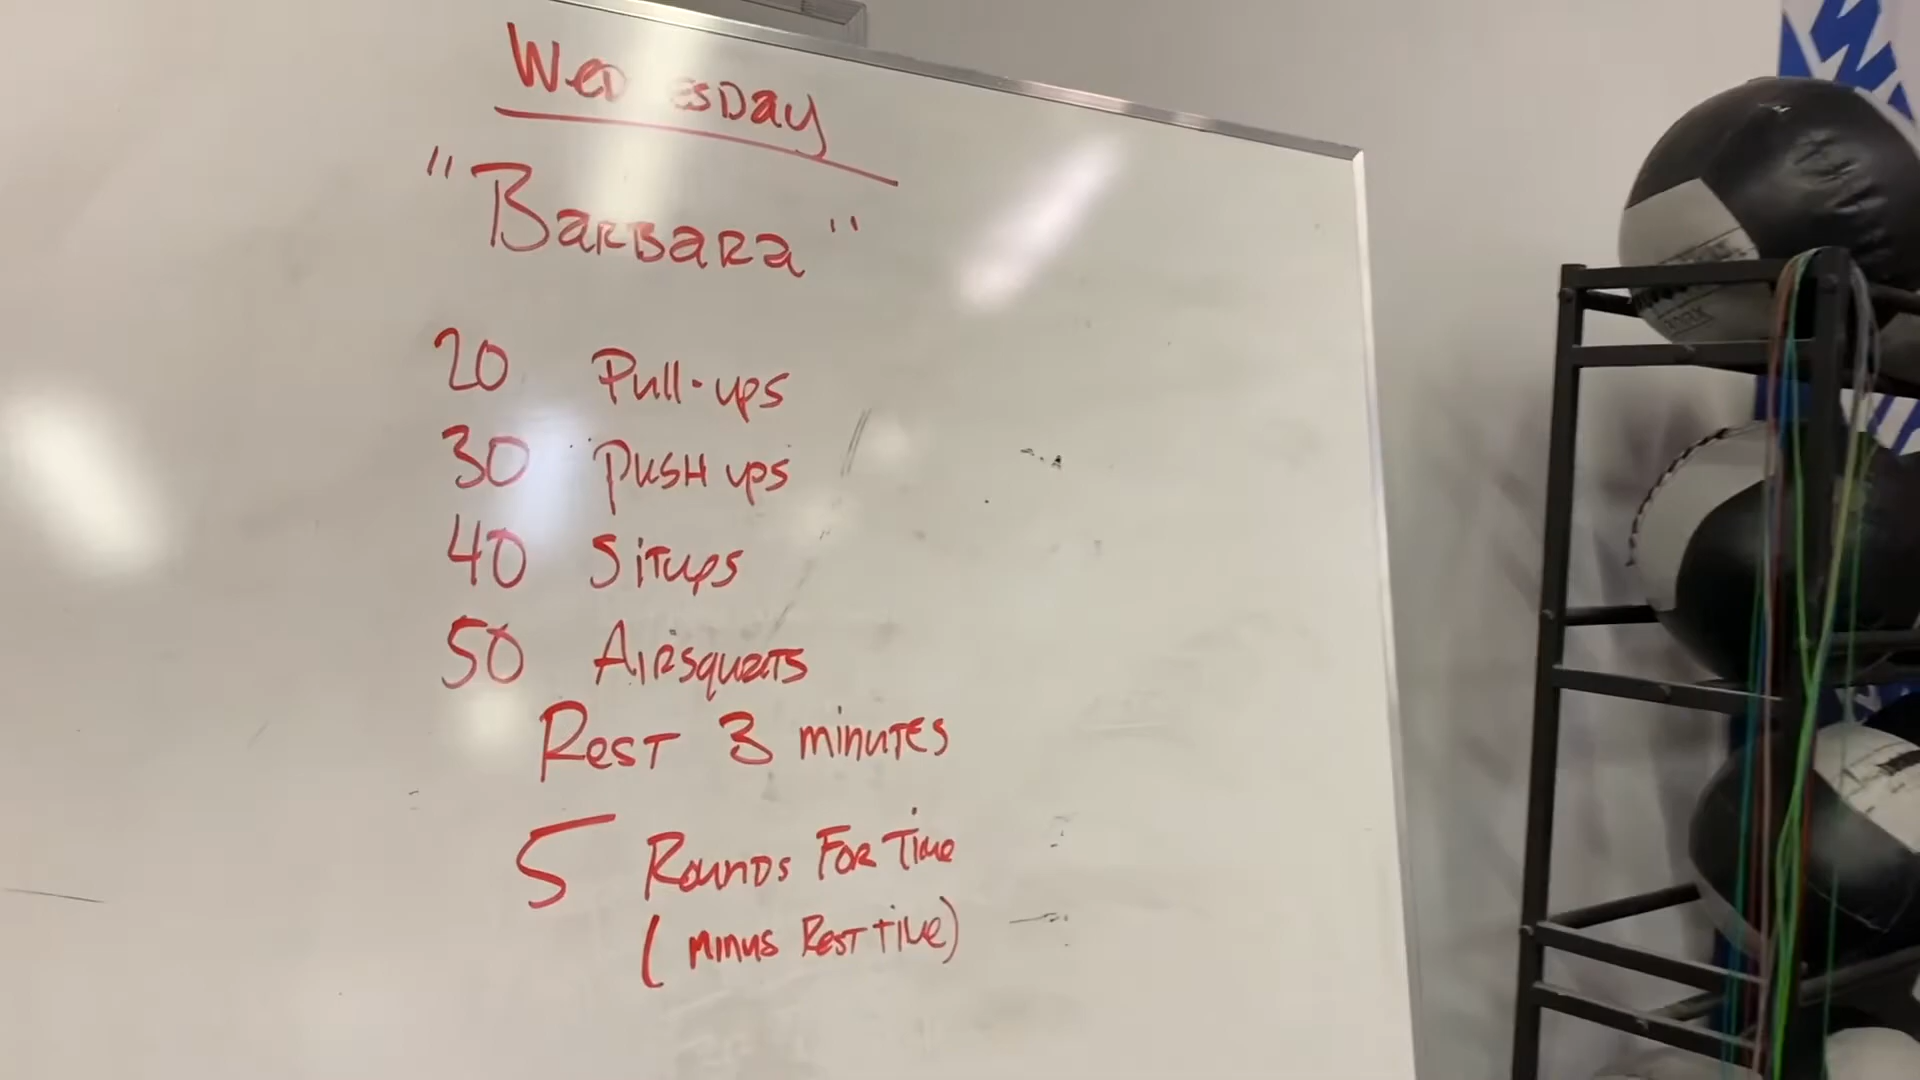 Wednesday
"Barbara"
20 Pull-ups
30 Push ups
40 Situps
50 Airsquats
Rest 3 minutes
5 Rounds For Time
(minus Rest time)